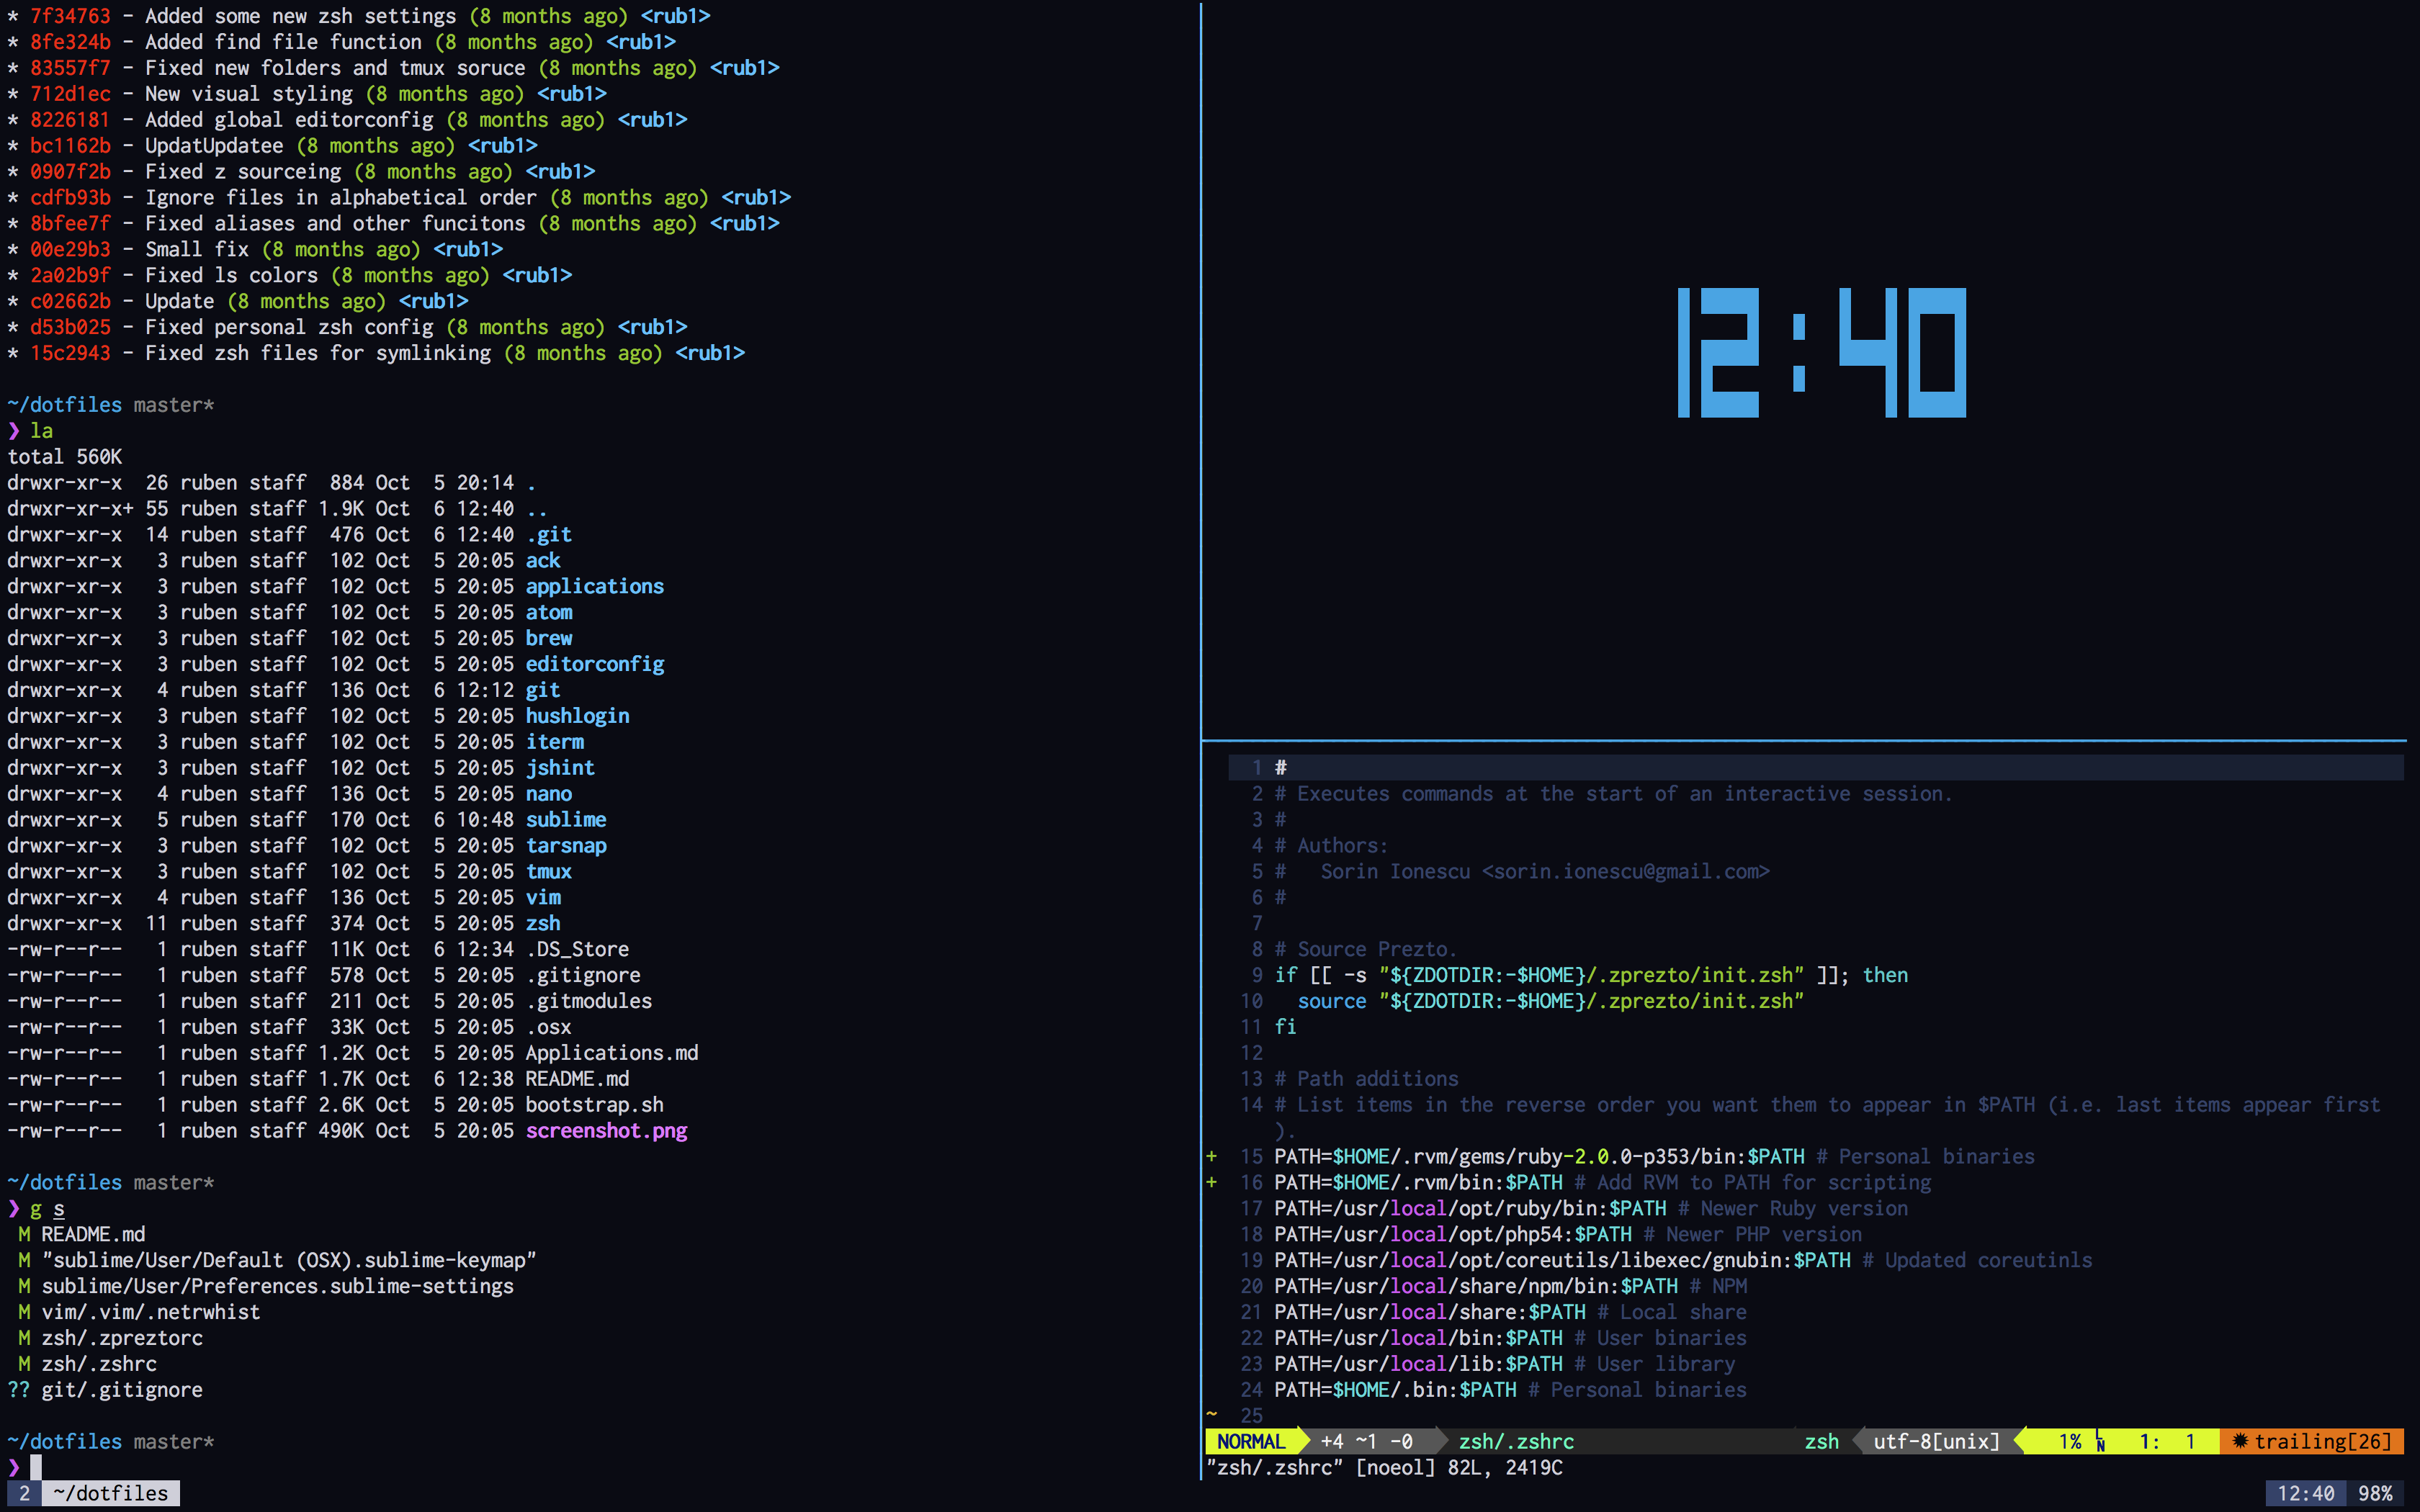 * 7f34763 - Added some new zsh settings (8 months ago) <rub1>
* 8fe324b - Added find file function (8 months ago) <rub1>
* 83557f7 - Fixed new folders and tmux soruce (8 months ago) <rub1>
* 712d1ec - New visual styling (8 months ago) <rub1>
* 8226181 - Added global editorconfig (8 months ago) <rub1>
* bc1162b - UpdatUpdatee (8 months ago) <rub1>
* 0907f2b - Fixed z sourceing (8 months ago) <rub1>
* cdfb93b - Ignore files in alphabetical order (8 months ago) <rub1>
* 8bfee7f - Fixed aliases and other funcitons (8 months ago) <rub1>
* 00e29b3 - Small fix (8 months ago) <rub1>
* 2a02b9f - Fixed ls colors (8 months ago) <rub1>
* c02662b - Update (8 months ago) <rub1>
* d53b025 - Fixed personal zsh config (8 months ago) <rub1>
* 15c2943 - Fixed zsh files for symlinking (8 months ago) <rub1>
~/dotfiles master*
❯ la
total 560K
drwxr-xr-x  26 ruben staff  884 Oct  5 20:14 .
drwxr-xr-x+ 55 ruben staff 1.9K Oct  6 12:40 ..
drwxr-xr-x  14 ruben staff  476 Oct  6 12:40 .git
drwxr-xr-x   3 ruben staff  102 Oct  5 20:05 ack
drwxr-xr-x   3 ruben staff  102 Oct  5 20:05 applications
drwxr-xr-x   3 ruben staff  102 Oct  5 20:05 atom
drwxr-xr-x   3 ruben staff  102 Oct  5 20:05 brew
drwxr-xr-x   3 ruben staff  102 Oct  5 20:05 editorconfig
drwxr-xr-x   4 ruben staff  136 Oct  6 12:12 git
drwxr-xr-x   3 ruben staff  102 Oct  5 20:05 hushlogin
drwxr-xr-x   3 ruben staff  102 Oct  5 20:05 iterm
drwxr-xr-x   3 ruben staff  102 Oct  5 20:05 jshint
drwxr-xr-x   4 ruben staff  136 Oct  5 20:05 nano
drwxr-xr-x   5 ruben staff  170 Oct  6 10:48 sublime
drwxr-xr-x   3 ruben staff  102 Oct  5 20:05 tarsnap
drwxr-xr-x   3 ruben staff  102 Oct  5 20:05 tmux
drwxr-xr-x   4 ruben staff  136 Oct  5 20:05 vim
drwxr-xr-x  11 ruben staff  374 Oct  5 20:05 zsh
-rw-r--r--   1 ruben staff  11K Oct  6 12:34 .DS_Store
-rw-r--r--   1 ruben staff  578 Oct  5 20:05 .gitignore
-rw-r--r--   1 ruben staff  211 Oct  5 20:05 .gitmodules
-rw-r--r--   1 ruben staff  33K Oct  5 20:05 .osx
-rw-r--r--   1 ruben staff 1.2K Oct  5 20:05 Applications.md
-rw-r--r--   1 ruben staff 1.7K Oct  6 12:38 README.md
-rw-r--r--   1 ruben staff 2.6K Oct  5 20:05 bootstrap.sh
-rw-r--r--   1 ruben staff 490K Oct  5 20:05 screenshot.png
~/dotfiles master*
❯ g s
 M README.md
 M "sublime/User/Default (OSX).sublime-keymap"
 M sublime/User/Preferences.sublime-settings
 M vim/.vim/.netrwhist
 M zsh/.zpreztorc
 M zsh/.zshrc
?? git/.gitignore
~/dotfiles master*
❯
2 ~/dotfiles
12:40
1 #
2 # Executes commands at the start of an interactive session.
3 #
4 # Authors:
5 #   Sorin Ionescu <sorin.ionescu@gmail.com>
6 #
7
8 # Source Prezto.
9 if [[ -s "${ZDOTDIR:-$HOME}/.zprezto/init.zsh" ]]; then
10   source "${ZDOTDIR:-$HOME}/.zprezto/init.zsh"
11 fi
12
13 # Path additions
14 # List items in the reverse order you want them to appear in $PATH (i.e. last items appear first
).
+ 15 PATH=$HOME/.rvm/gems/ruby-2.0.0-p353/bin:$PATH # Personal binaries
+ 16 PATH=$HOME/.rvm/bin:$PATH # Add RVM to PATH for scripting
17 PATH=/usr/local/opt/ruby/bin:$PATH # Newer Ruby version
18 PATH=/usr/local/opt/php54:$PATH # Newer PHP version
19 PATH=/usr/local/opt/coreutils/libexec/gnubin:$PATH # Updated coreutinls
20 PATH=/usr/local/share/npm/bin:$PATH # NPM
21 PATH=/usr/local/share:$PATH # Local share
22 PATH=/usr/local/bin:$PATH # User binaries
23 PATH=/usr/local/lib:$PATH # User library
24 PATH=$HOME/.bin:$PATH # Personal binaries
~ 25
NORMAL +4 ~1 -0 zsh/.zshrc zsh utf-8[unix] 1% LN 1: 1 ✹ trailing[26]
"zsh/.zshrc" [noeol] 82L, 2419C
12:40 98%